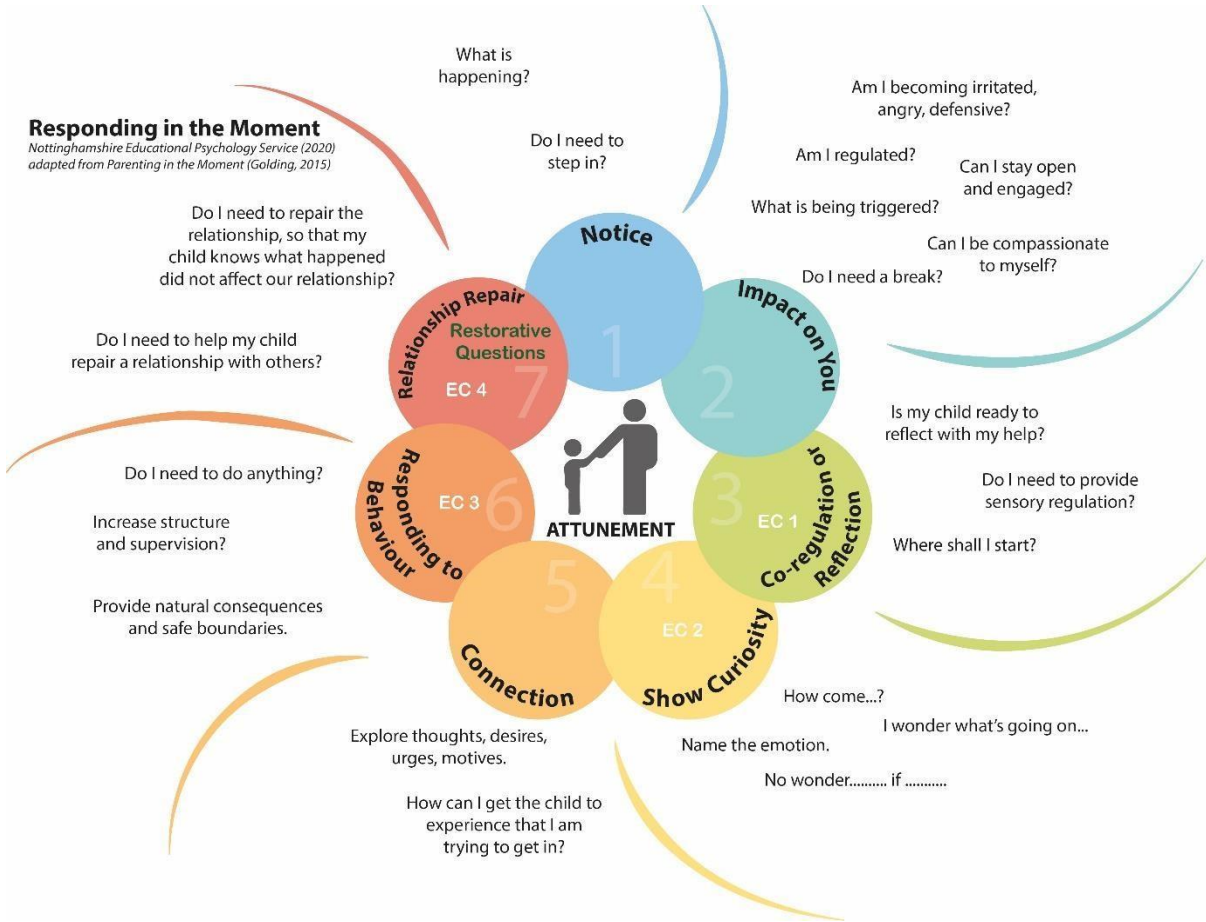 Responding in the Moment
Nottinghamshire Educational Psychology Service (2020)
adapted from Parenting in the Moment (Golding, 2015)
What is
happening?
Do I need to
step in?
Notice
1
Am I becoming irritated,
angry, defensive?
Am I regulated?
Can I stay open
and engaged?
What is being triggered?
Can I be compassionate
to myself?
Do I need a break?
Impact on You
2
Is my child ready to
reflect with my help?
Do I need to provide
sensory regulation?
Where shall I start?
Co-regulation or
Reflection
EC 1
3
How come...?
I wonder what's going on...
Name the emotion.
No wonder.......... if ...........
Show Curiosity
EC 2
4
Explore thoughts, desires,
urges, motives.
How can I get the child to
experience that I am
trying to get in?
Connection
5
Do I need to do anything?
Increase structure
and supervision?
Provide natural consequences
and safe boundaries.
Responding to
Behaviour
EC 3
6
Do I need to repair the
relationship, so that my
child knows what happened
did not affect our relationship?
Do I need to help my child
repair a relationship with others?
Relationship Repair
Restorative
Questions
EC 4
7
ATTUNEMENT